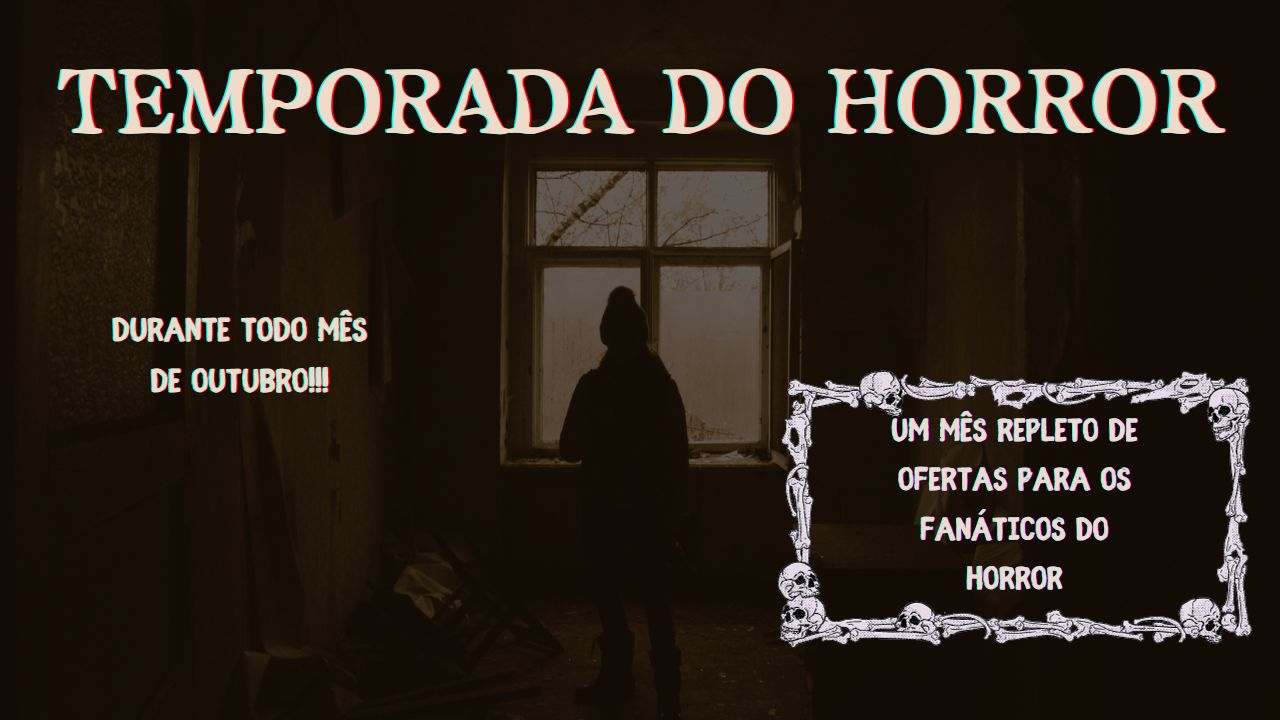 TEMPORADA DO HORROR
DURANTE TODO MÊS
DE OUTUBRO!!!
UM MÊS REPLETO DE
OFERTAS PARA OS
FANÁTICOS DO
HORROR